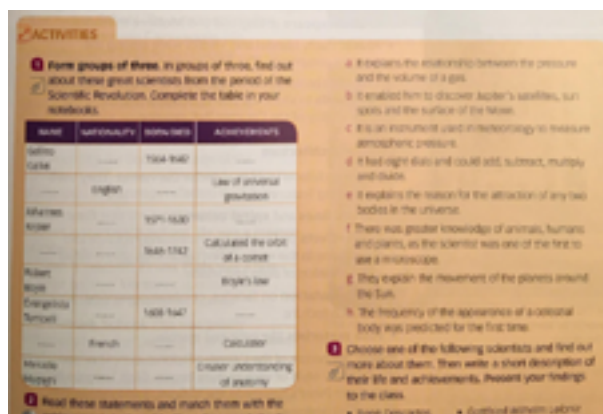 ACTIVITIES
1 Form groups of three. In groups of three, find out
about these great scientists from the period of the
Scientific Revolution. Complete the table in your
notebooks.
NAME NATIONALITY BORN-DIED ACHIEVEMENTS
Galileo
Galilei
1564-1642
English
Law of universal
gravitation
Johannes
Kepler
1571-1630
Calculated the orbit
of a comet
Robert
Boyle
Boyle's law
Evangelista
Torricelli
1608-1647
French
Calculator
Marcello
Malpighi
Greater understanding
of anatomy
2 Read these statements and match them with the
a It explains the relationship between the pressure
and the volume of a gas.
b It enabled him to discover Jupiter's satellites, sun
spots and the surface of the Moon.
c It is an instrument used in meteorology to measure
atmospheric pressure.
d It had eight dials and could add, subtract, multiply
and divide.
e It explains the reason for the attraction of any two
bodies in the universe.
f There was greater knowledge of animals, humans
and plants, as the scientist was one of the first to
use a microscope.
g They explain the movement of the planets around
the Sun.
h The frequency of the appearance of a celestial
body was predicted for the first time.
3 Choose one of the following scientists and find out
more about them. Then write a short description of
their life and achievements. Present your findings
to the class.